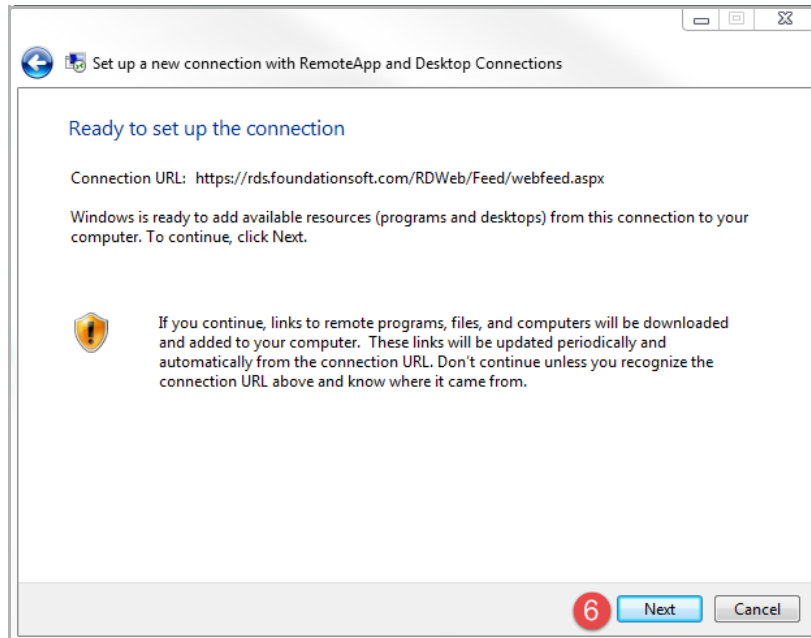 Set up a new connection with RemoteApp and Desktop Connections
Ready to set up the connection
Connection URL: https://rds.foundationsoft.com/RDWeb/Feed/webfeed.aspx
Windows is ready to add available resources (programs and desktops) from this connection to your
computer. To continue, click Next.
If you continue, links to remote programs, files, and computers will be downloaded
and added to your computer.  These links will be updated periodically and
automatically from the connection URL. Don't continue unless you recognize the
connection URL above and know where it came from.
6 Next Cancel